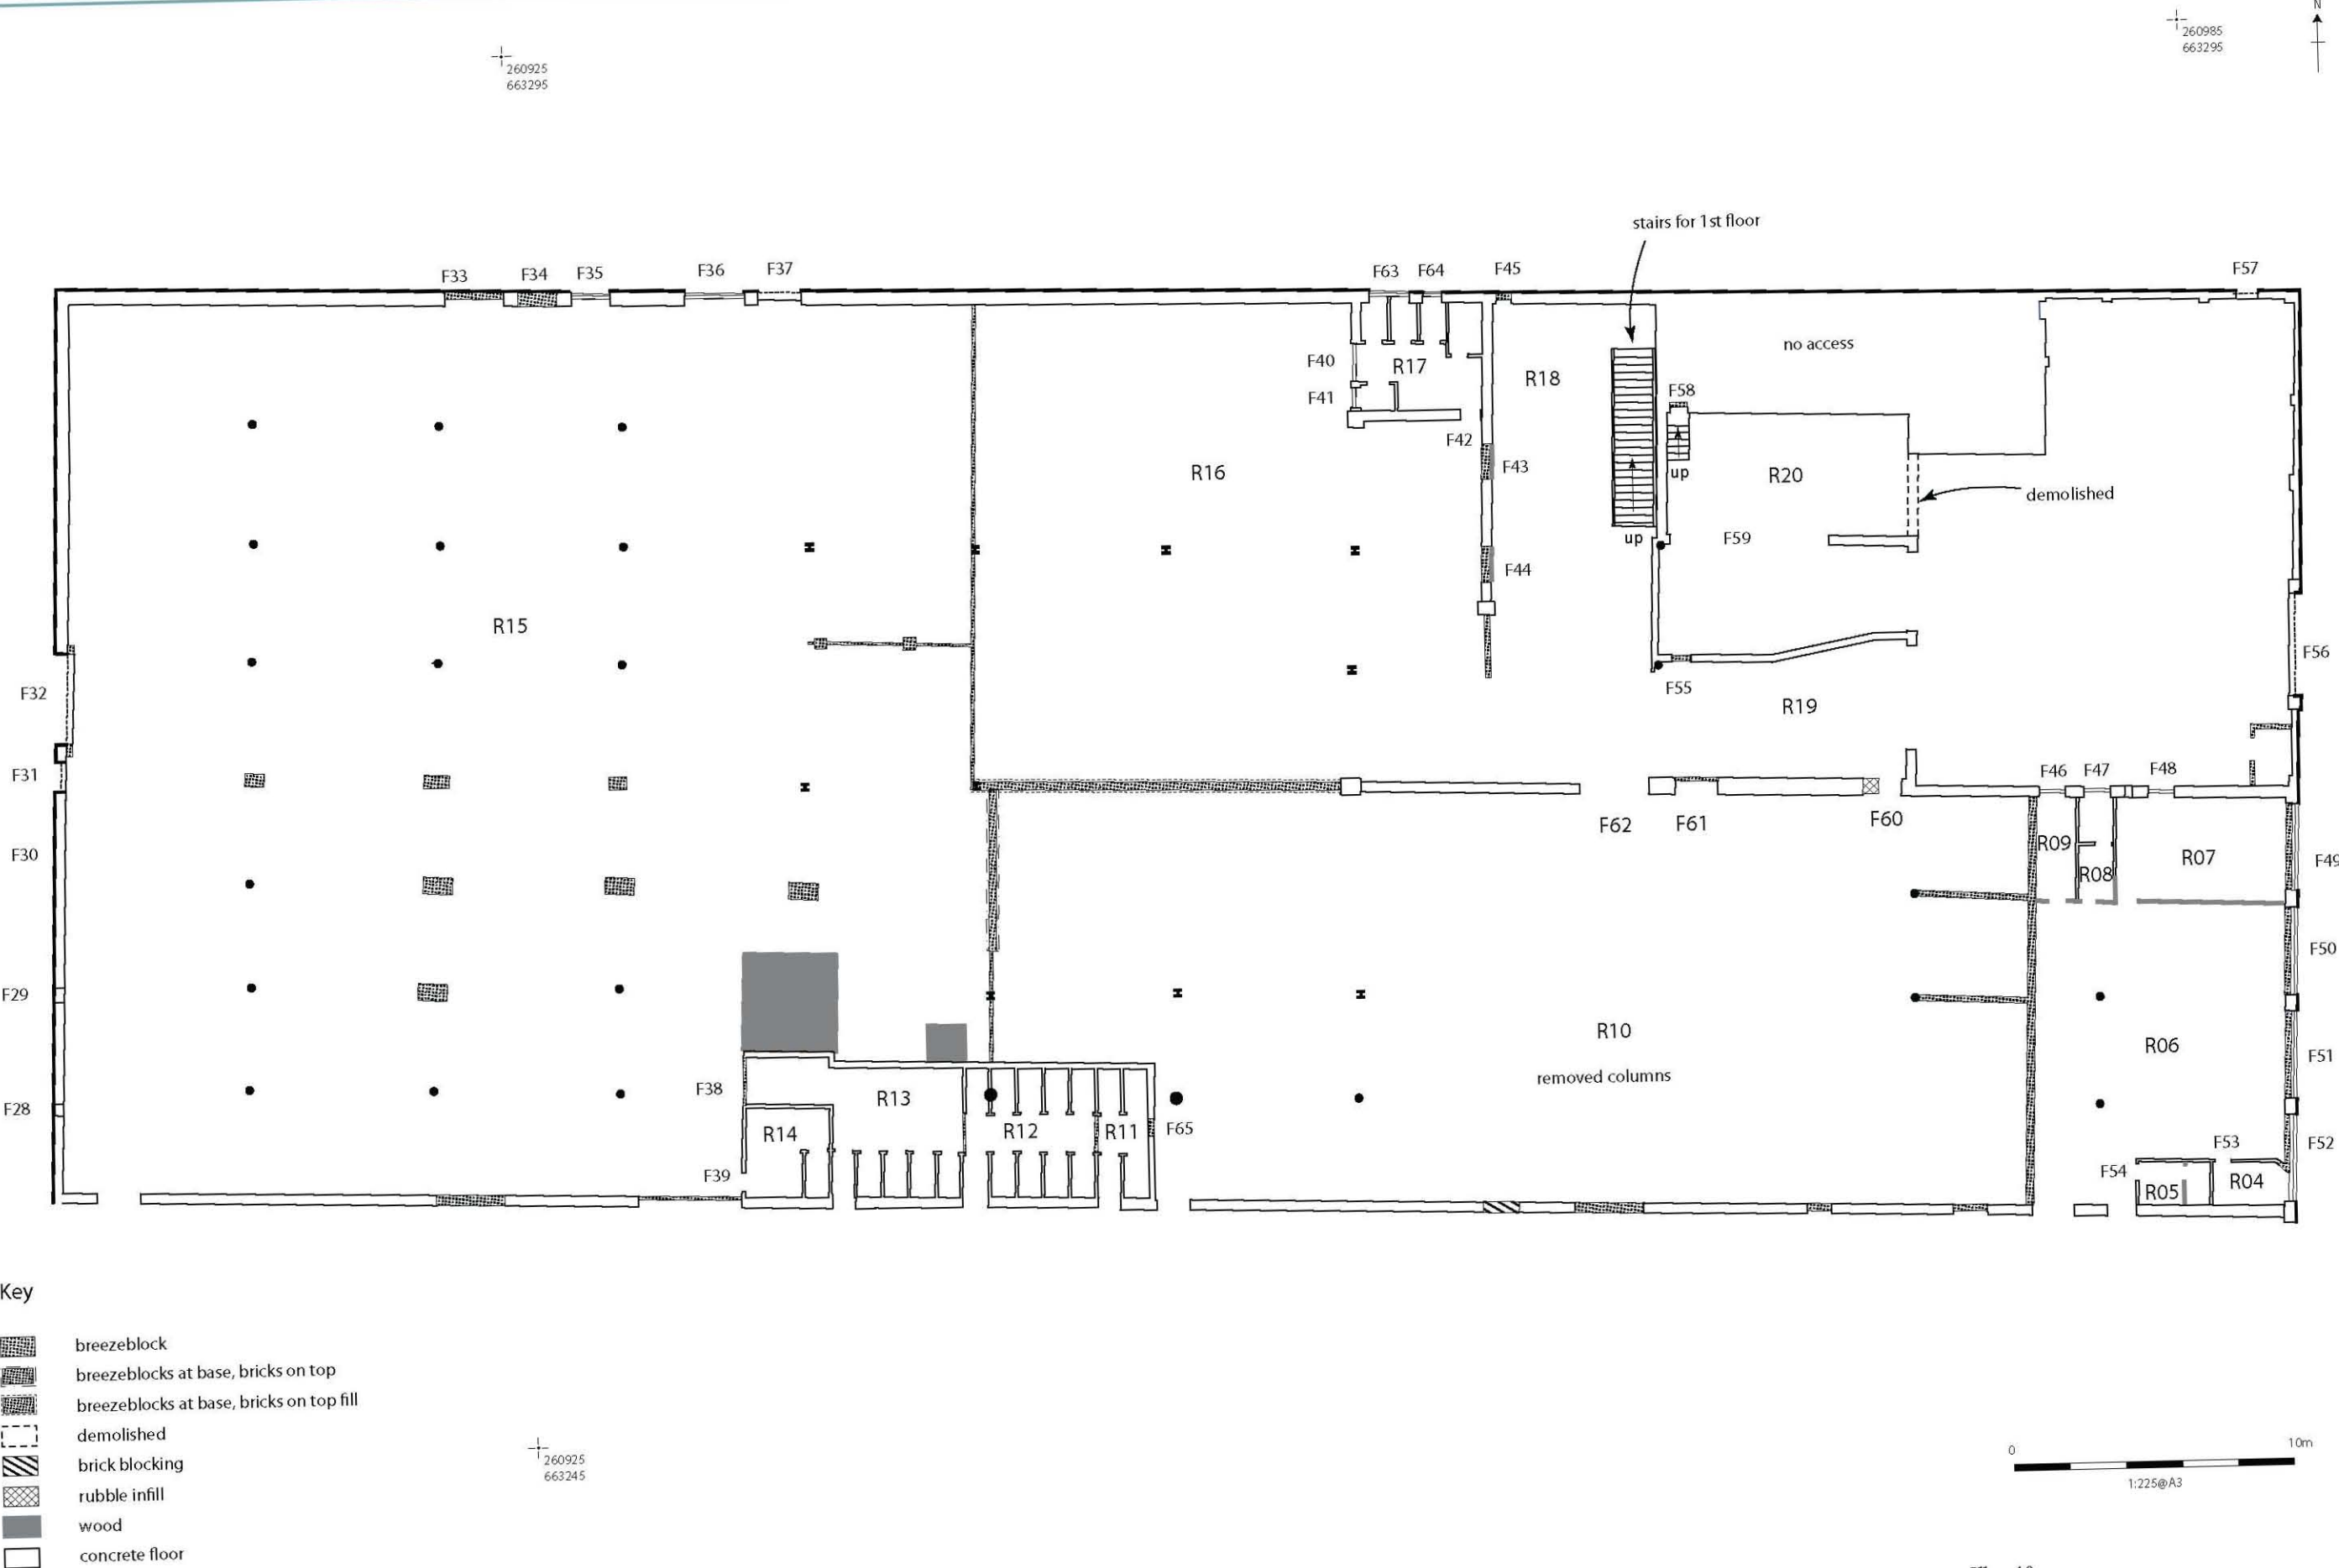 N
260985
663295
260925
663295
stairs for 1st floor
F33
F34
F35
F36
F37
F63
F64
F45
F57
no access
F40
R17
R18
F41
F58
F42
R16
F43
up
R20
demolished
up
F59
F44
R15
F56
F32
F55
R19
F31
F46
F47
F48
F62
F61
F60
R09
R08
R07
F30
F49
F50
F29
R10
R06
F51
removed columns
F38
R13
F28
R14
R12
R11
F65
F53
F52
F39
F54
R05
R04
Key
breezeblock
breezeblocks at base, bricks on top
breezeblocks at base, bricks on top fill
demolished
brick blocking
rubble infill
wood
concrete floor
260925
663245
0
10m
1:225@A3